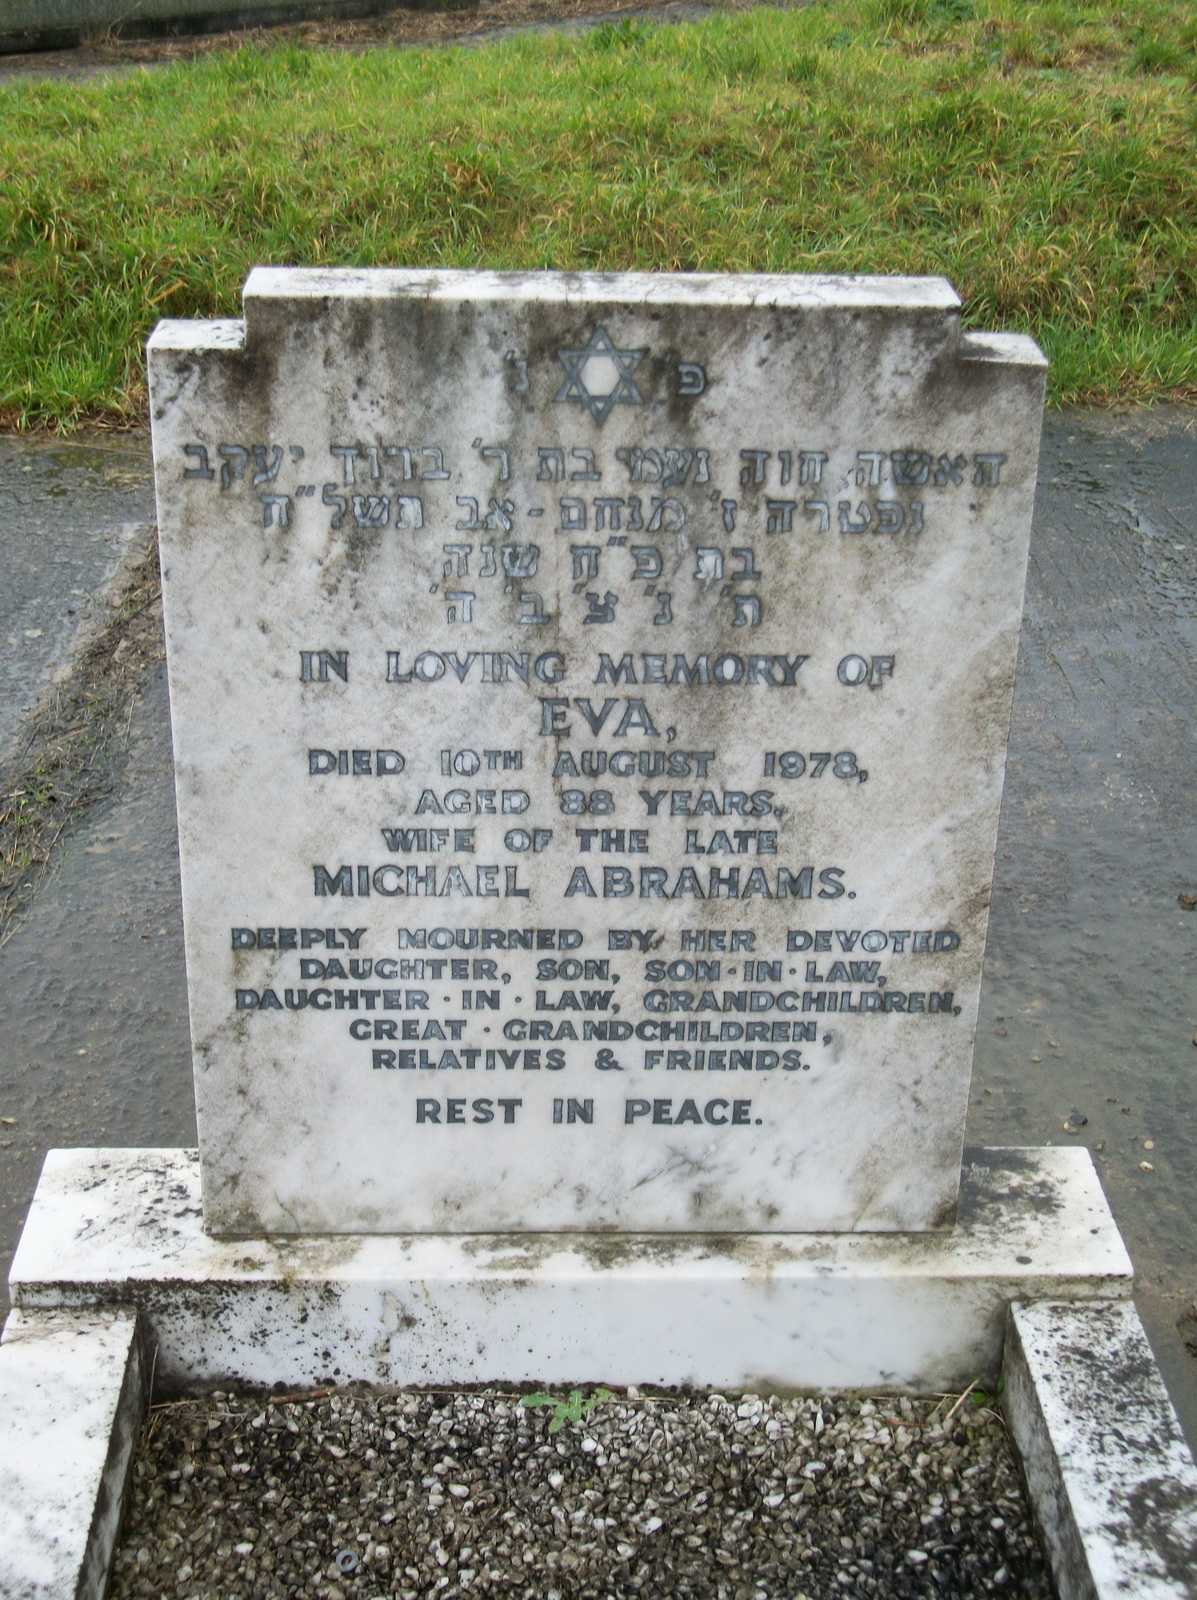 פ' נ'
האשה חוה נעמי בת ר' ברוך יעקב
נפטרה ז' מנחם-אב תשל״ח
בת פ״ח שנה
ת' נ' צ' ב' ה'
IN LOVING MEMORY OF
EVA,
DIED 10TH AUGUST 1978,
AGED 88 YEARS.
WIFE OF THE LATE
MICHAEL ABRAHAMS.
DEEPLY MOURNED BY HER DEVOTED
DAUGHTER, SON, SON-IN-LAW,
DAUGHTER-IN-LAW, GRANDCHILDREN,
GREAT-GRANDCHILDREN,
RELATIVES & FRIENDS.
REST IN PEACE.